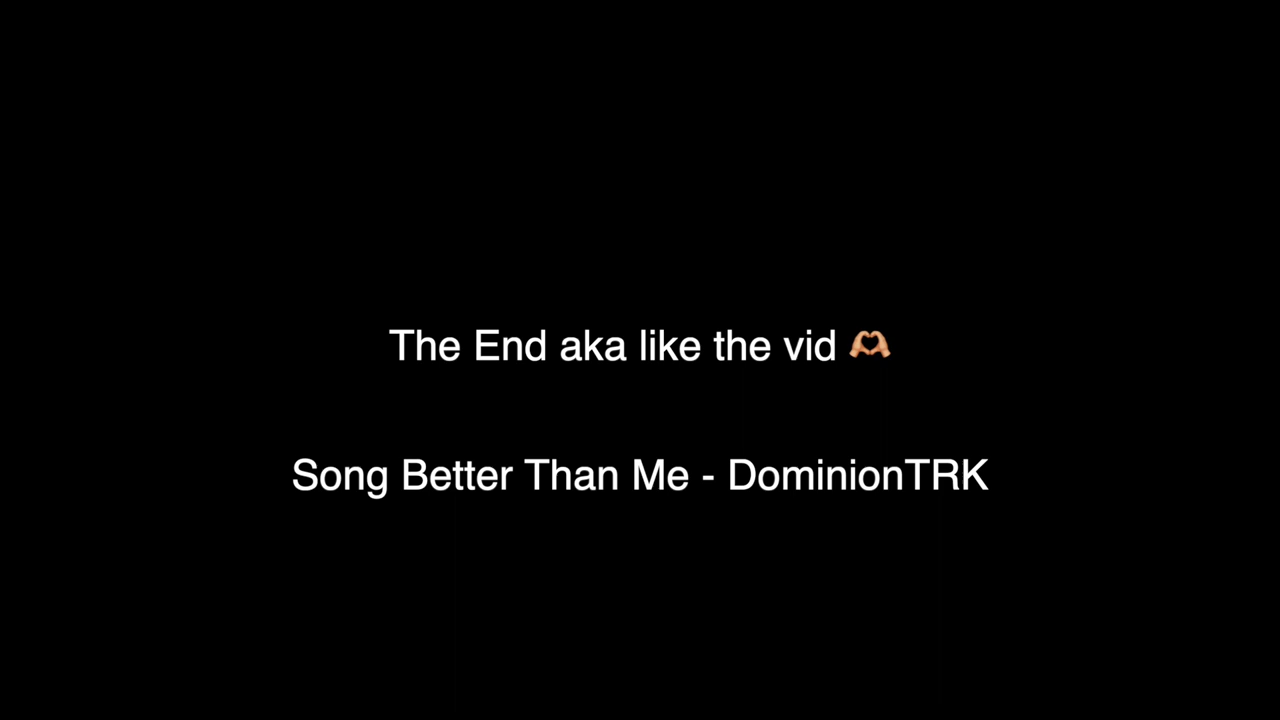 The End aka like the vid 🫶🏼
Song Better Than Me - DominionTRK